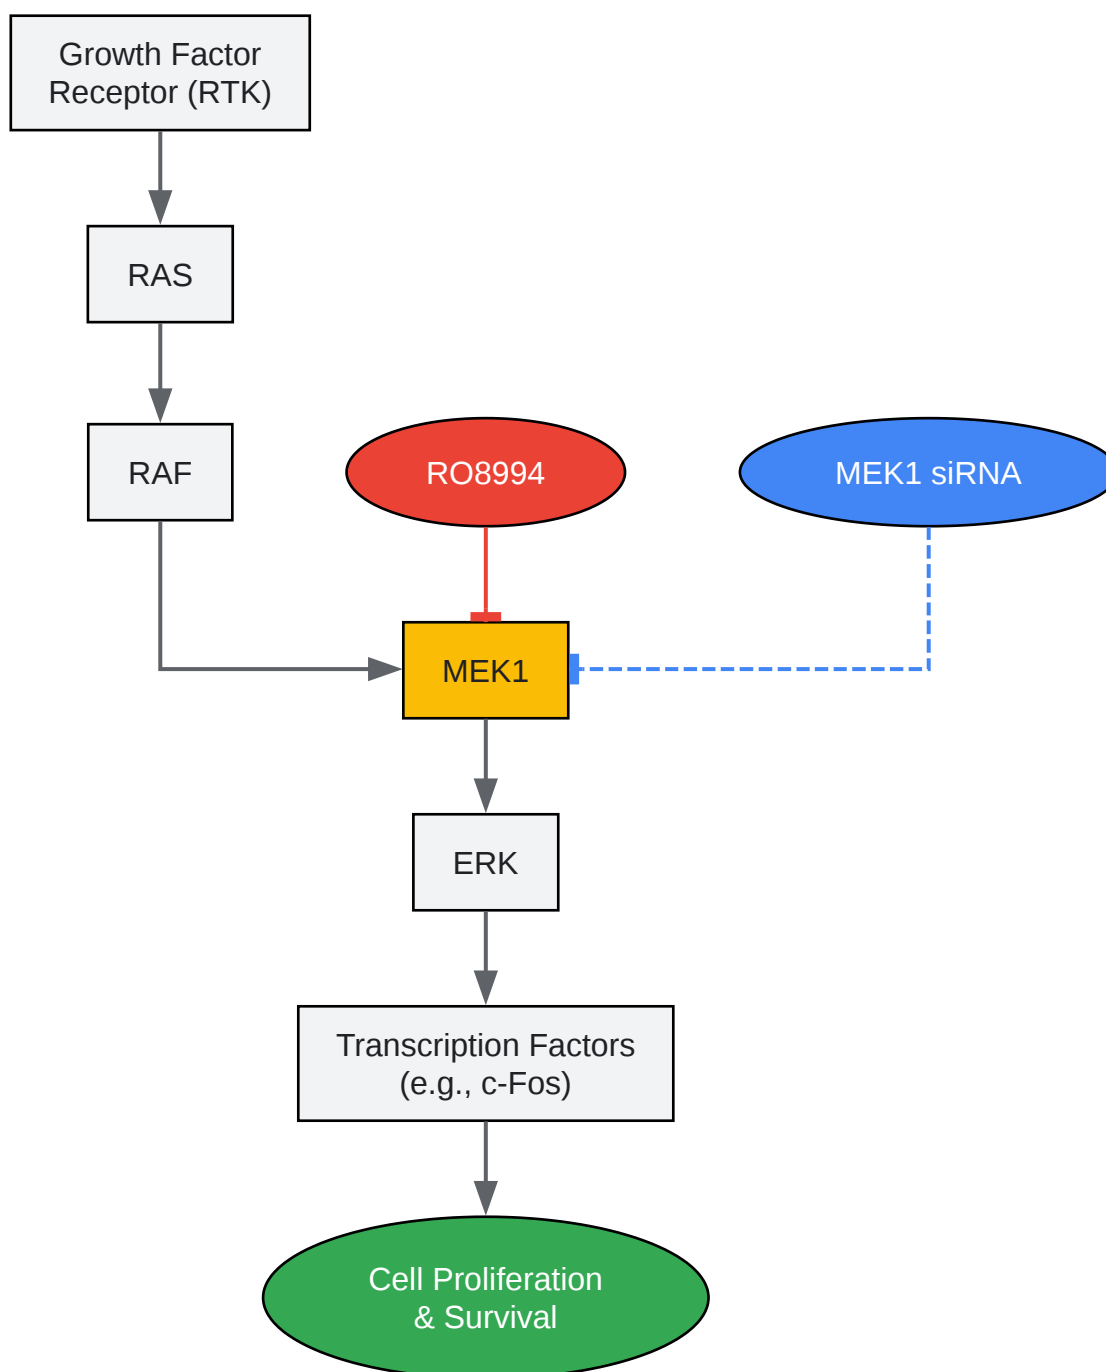 Growth Factor
Receptor (RTK)
RAS
RAF
RO8994
MEK1 siRNA
MEK1
ERK
Transcription Factors
(e.g., c-Fos)
Cell Proliferation
& Survival